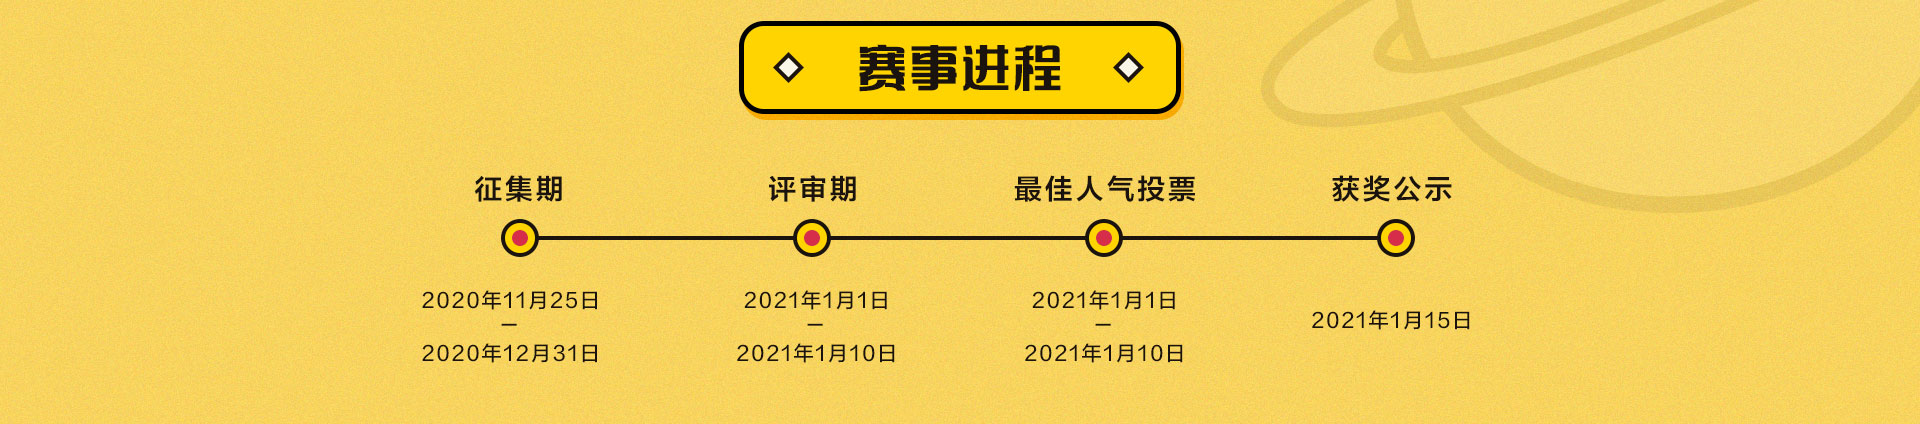 赛事进程
征集期
2020年11月25日
—
2020年12月31日
评审期
2021年1月1日
—
2021年1月10日
最佳人气投票
2021年1月1日
—
2021年1月10日
获奖公示
2021年1月15日